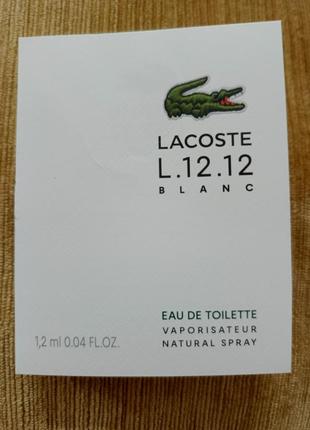 LACOSTE
L.12.12
BLANC
EAU DE TOILETTE
VAPORISATEUR
1,2 ml 0.04 FL.OZ. NATURAL SPRAY